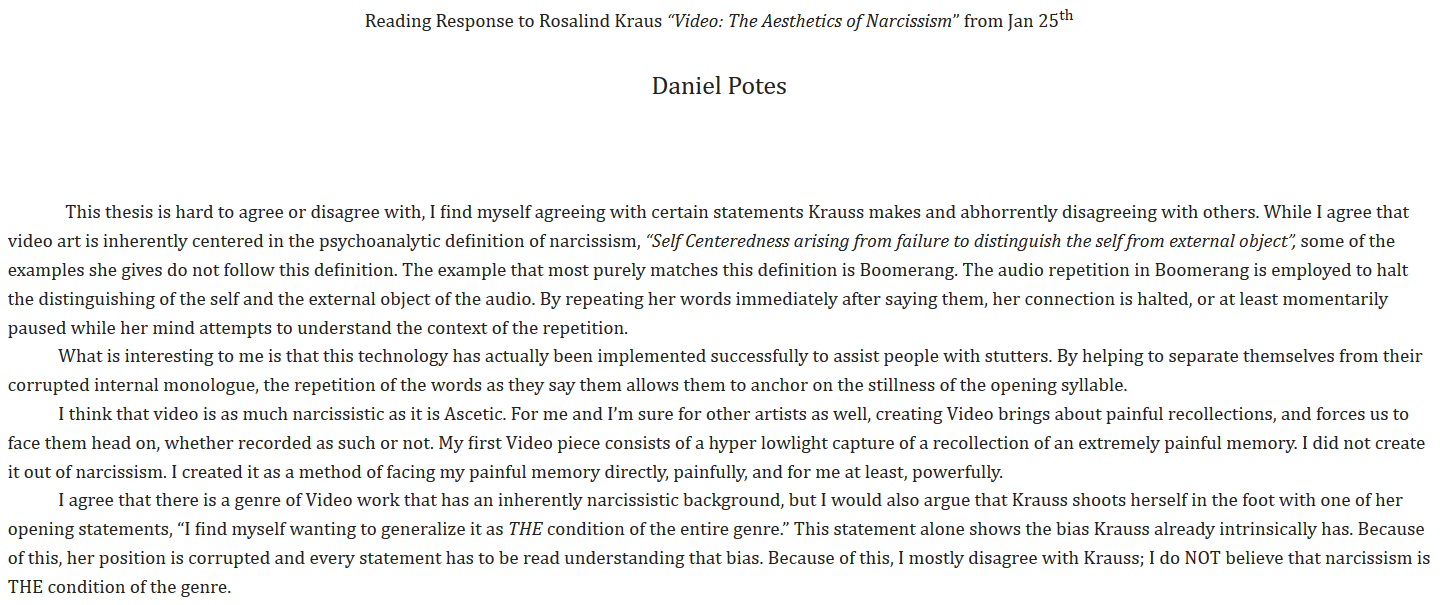 Reading Response to Rosalind Kraus “Video: The Aesthetics of Narcissism” from Jan 25th
Daniel Potes
This thesis is hard to agree or disagree with, I find myself agreeing with certain statements Krauss makes and abhorrently disagreeing with others. While I agree that
video art is inherently centered in the psychoanalytic definition of narcissism, “Self Centeredness arising from failure to distinguish the self from external object”, some of the
examples she gives do not follow this definition. The example that most purely matches this definition is Boomerang. The audio repetition in Boomerang is employed to halt
the distinguishing of the self and the external object of the audio. By repeating her words immediately after saying them, her connection is halted, or at least momentarily
paused while her mind attempts to understand the context of the repetition.
What is interesting to me is that this technology has actually been implemented successfully to assist people with stutters. By helping to separate themselves from their
corrupted internal monologue, the repetition of the words as they say them allows them to anchor on the stillness of the opening syllable.
I think that video is as much narcissistic as it is Ascetic. For me and I’m sure for other artists as well, creating Video brings about painful recollections, and forces us to
face them head on, whether recorded as such or not. My first Video piece consists of a hyper lowlight capture of a recollection of an extremely painful memory. I did not create
it out of narcissism. I created it as a method of facing my painful memory directly, painfully, and for me at least, powerfully.
I agree that there is a genre of Video work that has an inherently narcissistic background, but I would also argue that Krauss shoots herself in the foot with one of her
opening statements, “I find myself wanting to generalize it as THE condition of the entire genre.” This statement alone shows the bias Krauss already intrinsically has. Because
of this, her position is corrupted and every statement has to be read understanding that bias. Because of this, I mostly disagree with Krauss; I do NOT believe that narcissism is
THE condition of the genre.